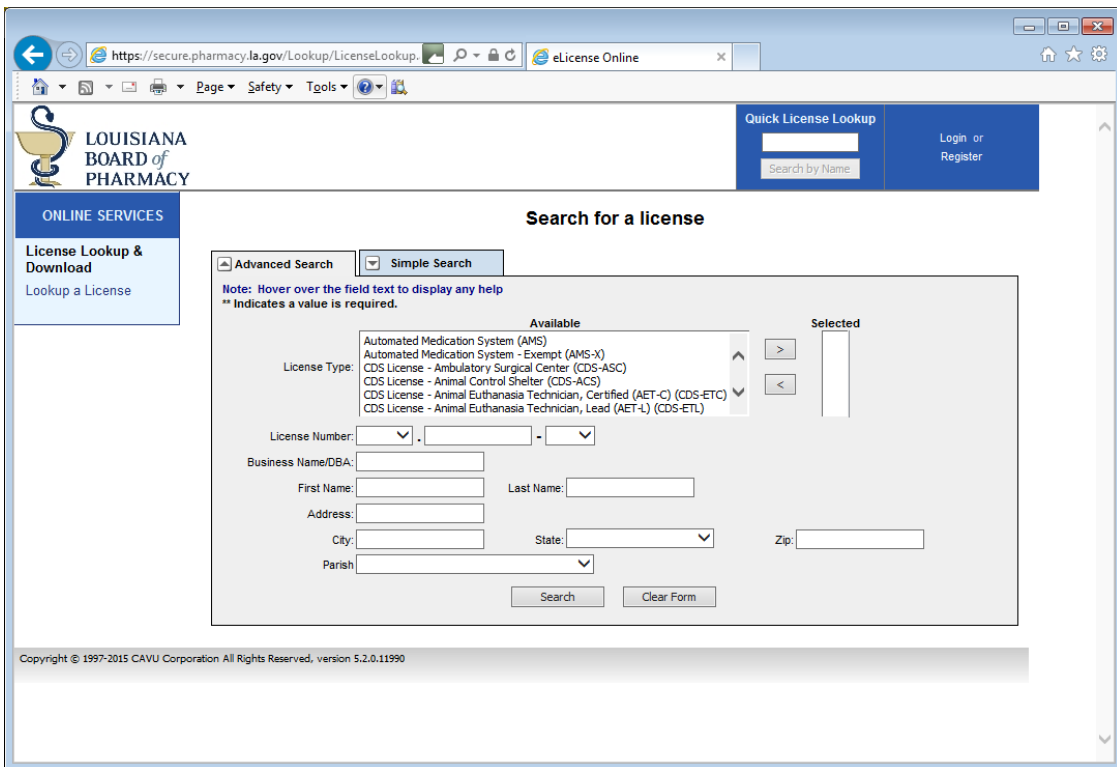 https://secure.pharmacy.la.gov/Lookup/LicenseLookup.
eLicense Online
Page Safety Tools
LOUISIANA
BOARD of
PHARMACY
Quick License Lookup
Search by Name
Login or
Register
ONLINE SERVICES
License Lookup &
Download
Lookup a License
Search for a license
Advanced Search
Simple Search
Note: Hover over the field text to display any help
** Indicates a value is required.
Available
Selected
License Type:
Automated Medication System (AMS)
Automated Medication System - Exempt (AMS-X)
CDS License - Ambulatory Surgical Center (CDS-ASC)
CDS License - Animal Control Shelter (CDS-ACS)
CDS License - Animal Euthanasia Technician, Certified (AET-C) (CDS-ETC)
CDS License - Animal Euthanasia Technician, Lead (AET-L) (CDS-ETL)
>
<
License Number: . -
Business Name/DBA:
First Name: Last Name:
Address:
City: State: Zip:
Parish
Search Clear Form
Copyright © 1997-2015 CAVU Corporation All Rights Reserved, version 5.2.0.11990